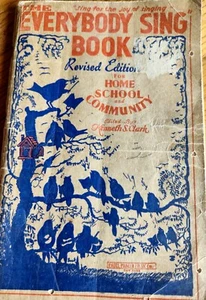 "Sing for the joy of singing"
EVERYBODY SING
BOOK
Revised Edition
FOR
HOME
SCHOOL
and
COMMUNITY
Edited by
Kenneth S. Clark